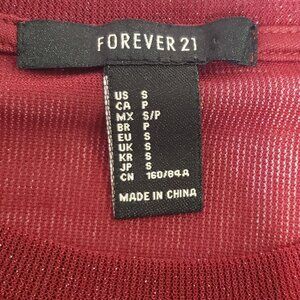 FOREVER 21
US S
CA P
MX S/P
BR P
EU S
UK S
KR S
JP S
CN 160/84A
MADE IN CHINA